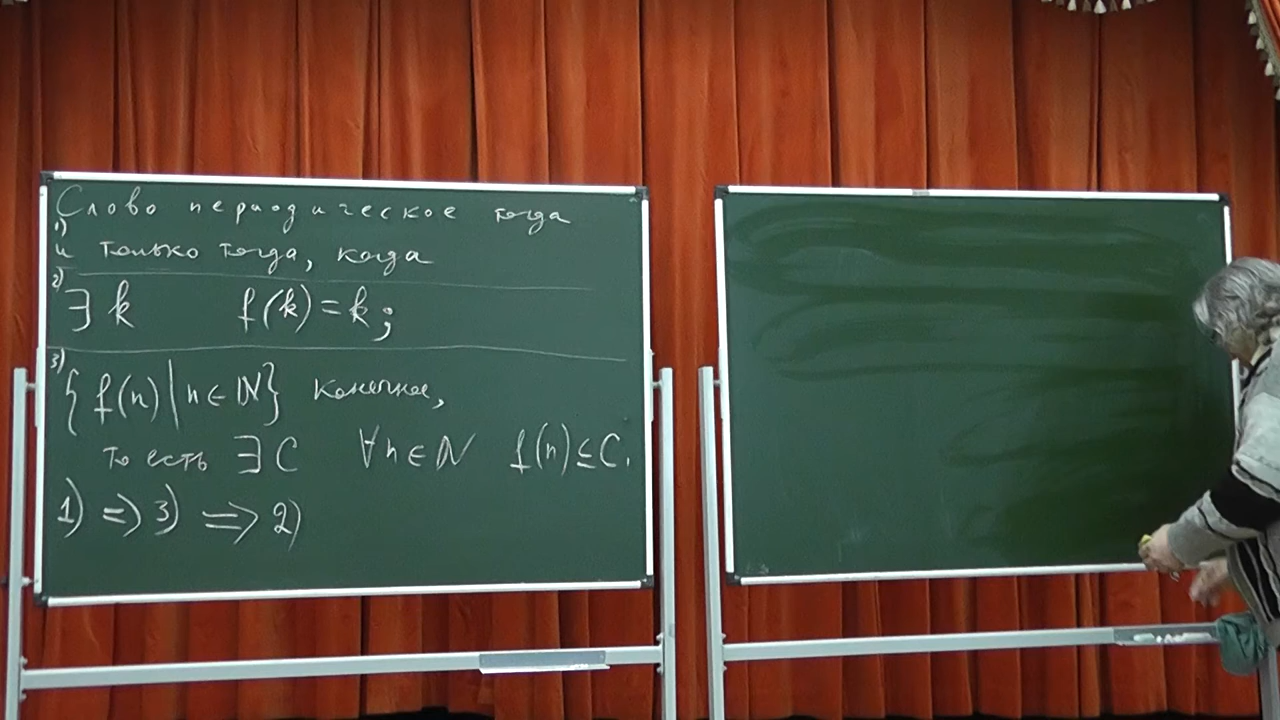 Слово периодическое тогда
1)
и только тогда, когда
2)
∃ k f(k) = k;
3)
{ f(n) | n ∈ ℕ } конечное,
то есть ∃ C ∀ n ∈ ℕ f(n) ≤ C.
1) ⇒ 3) ⇒ 2)